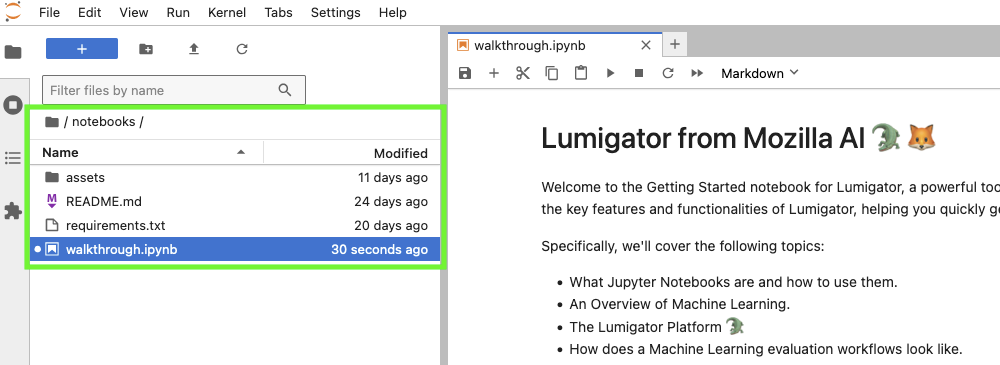 File Edit View Run Kernel Tabs Settings Help
Filter files by name
/ notebooks /
Name Modified
assets 11 days ago
README.md 24 days ago
requirements.txt 20 days ago
walkthrough.ipynb 30 seconds ago
walkthrough.ipynb
Markdown
Lumigator from Mozilla AI 🐊 🦊
Welcome to the Getting Started notebook for Lumigator, a powerful
the key features and functionalities of Lumigator, helping you quickly
Specifically, we'll cover the following topics:
• What Jupyter Notebooks are and how to use them.
• An Overview of Machine Learning.
• The Lumigator Platform 🐊
• How does a Machine Learning evaluation workflows look like.